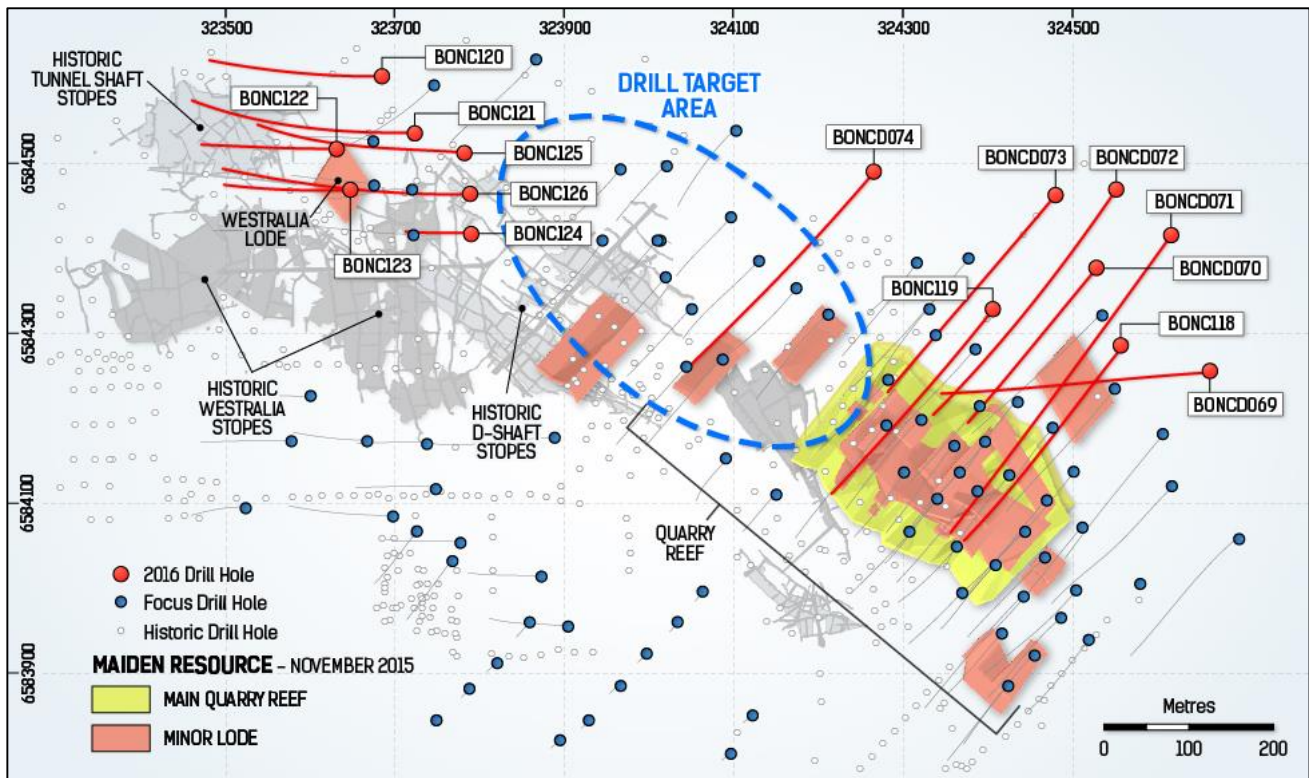 323500
323700
323900
324100
324300
324500
6584500
6584300
6584100
6583900
HISTORIC
TUNNEL SHAFT
STOPES
BONC120
BONC122
BONC121
BONC125
BONC126
BONC124
WESTRALIA
LODE
BONC123
DRILL TARGET
AREA
BONCD074
BONCD073
BONCD072
BONCD071
BONCD070
BONC119
BONC118
BONCD069
HISTORIC
WESTRALIA
STOPES
HISTORIC
D-SHAFT
STOPES
QUARRY
REEF
2016 Drill Hole
Focus Drill Hole
Historic Drill Hole
MAIDEN RESOURCE – NOVEMBER 2015
MAIN QUARRY REEF
MINOR LODE
Metres
0 100 200